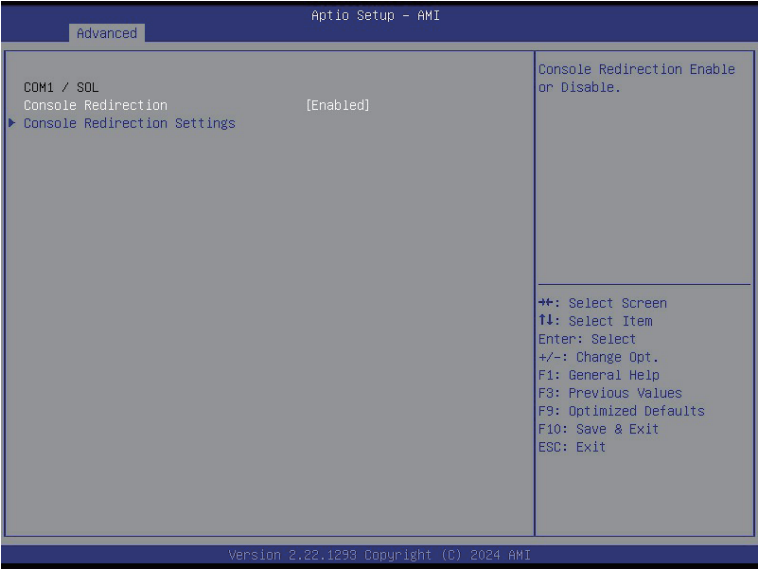 Aptio Setup – AMI
Advanced
COM1 / SOL
Console Redirection [Enabled]
Console Redirection Settings
Console Redirection Enable
or Disable.
→←: Select Screen
↑↓: Select Item
Enter: Select
+/-: Change Opt.
F1: General Help
F3: Previous Values
F9: Optimized Defaults
F10: Save & Exit
ESC: Exit
Version 2.22.1293 Copyright (C) 2024 AMI